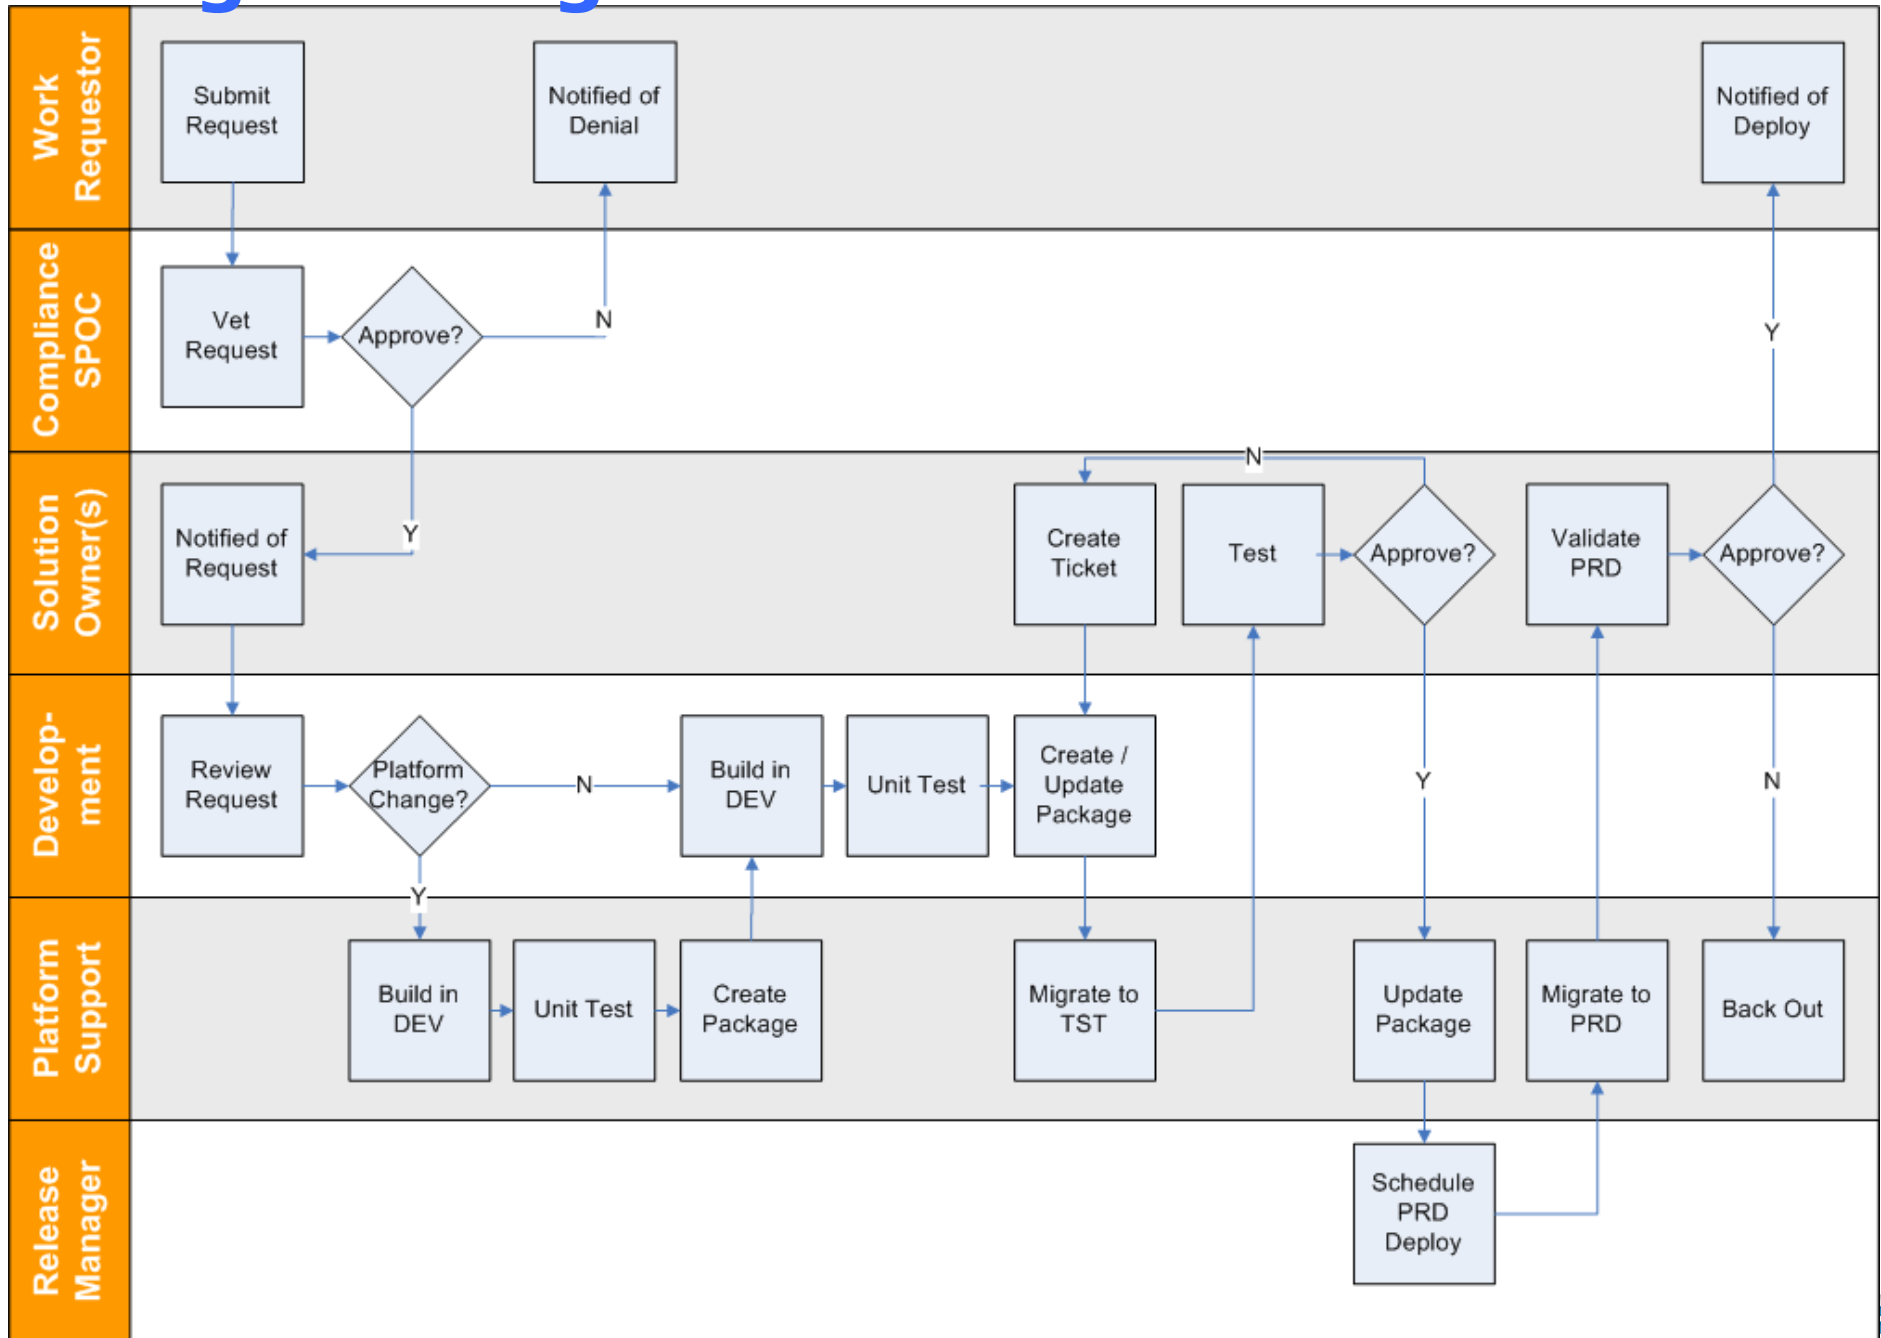 Work
Requestor
Submit
Request
Notified of
Denial
Notified of
Deploy
Compliance
SPOC
Vet
Request
Approve?
N
Y
Y
Solution
Owner(s)
Notified of
Request
N
Create
Ticket
Test
Approve?
Validate
PRD
Approve?
Develop-
ment
Review
Request
Platform
Change?
N
Y
Build in
DEV
Unit Test
Create /
Update
Package
Y
N
Platform
Support
Build in
DEV
Unit Test
Create
Package
Migrate to
TST
Update
Package
Migrate to
PRD
Back Out
Release
Manager
Schedule
PRD
Deploy